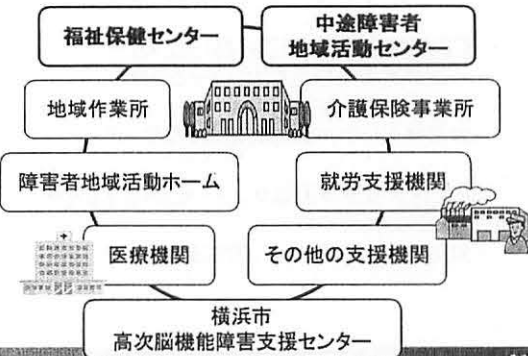 福祉保健センター
中途障害者
地域活動センター
地域作業所
介護保険事業所
障害者地域活動ホーム
就労支援機関
医療機関
その他の支援機関
横浜市
高次脳機能障害支援センター